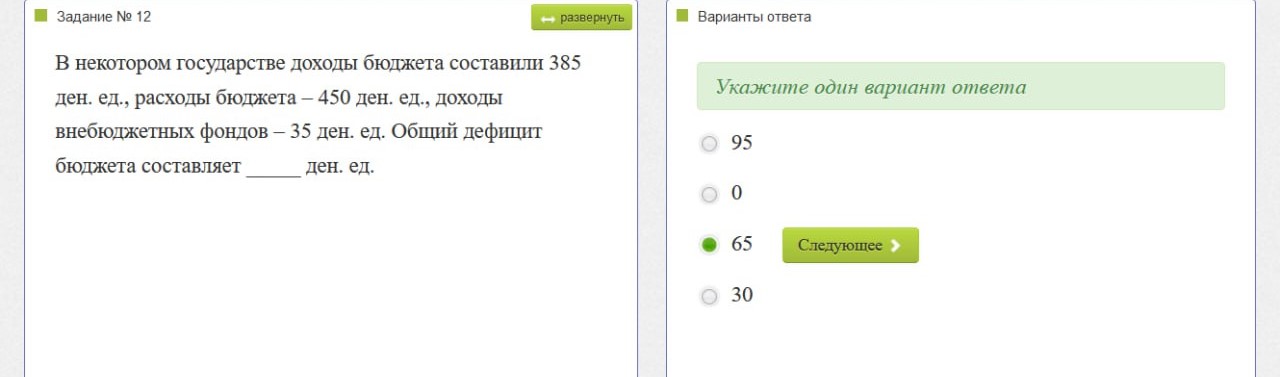 Задание № 12
развернуть
В некотором государстве доходы бюджета составили 385
ден. ед., расходы бюджета – 450 ден. ед., доходы
внебюджетных фондов – 35 ден. ед. Общий дефицит
бюджета составляет _____ ден. ед.
Варианты ответа
Укажите один вариант ответа
95
0
65
Следующее
30